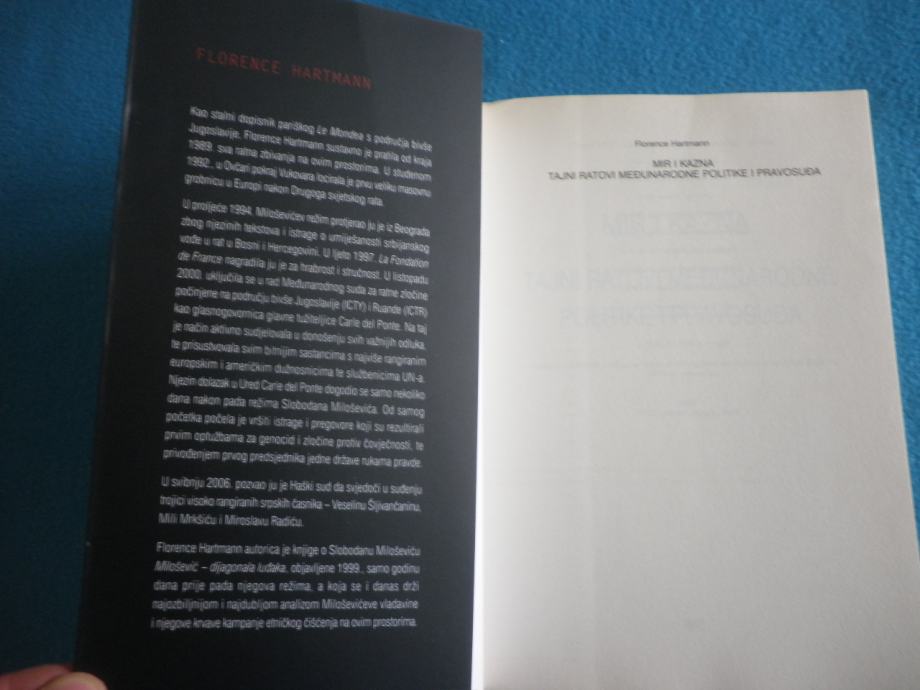 FLORENCE HARTMANN
Kao stalni dopisnik pariškog Le Mondea s područja bivše
Jugoslavije, Florence Hartmann sustavno je pratila od kraja
1989. sva ratna zbivanja na ovim prostorima. U studenom
1992., u Ovčari pokraj Vukovara locirala je prvu veliku masovnu
grobnicu u Europi nakon Drugoga svjetskog rata.
U proljeće 1994. Miloševićev režim protjerao ju je iz Beograda
zbog njezinih tekstova i istrage o umiješanosti srbijanskog
vođe u rat u Bosni i Hercegovini. U ljeto 1997. La Fondation
de France nagradila ju je za hrabrost i stručnost. U listopadu
2000. uključila se u rad Međunarodnog suda za ratne zločine
počinjene na području bivše Jugoslavije (ICTY) i Ruande (ICTR)
kao glasnogovornica glavne tužiteljice Carle del Ponte. Na taj
je način aktivno sudjelovala u donošenju svih važnijih odluka,
te prisustvovala svim bitnijim sastancima s najviše rangiranim
europskim i američkim dužnosnicima te službenicima UN-a.
Njezin dolazak u Ured Carle del Ponte dogodio se samo nekoliko
dana nakon pada režima Slobodana Miloševića. Od samog
početka počela je vršiti istrage i pregovore koji su rezultirali
prvim optužbama za genocid i zločine protiv čovječnosti, te
privođenjem prvog predsjednika jedne države rukama pravde.
U svibnju 2006. pozvao ju je Haški sud da svjedoči u suđenju
trojici visoko rangiranih srpskih časnika – Veselinu Šljivančaninu,
Mili Mrkšiću i Miroslavu Radiću.
Florence Hartmann autorica je knjige o Slobodanu Miloševiću
Milošević – dijagonala luđaka, objavljene 1999., samo godinu
dana prije pada njegova režima, a koja se i danas drži
najozbiljnijom i najdubljom analizom Miloševićeve vladavine
i njegove krvave kampanje etničkog čišćenja na ovim prostorima.
Florence Hartmann
MIR I KAZNA
TAJNI RATOVI MEĐUNARODNE POLITIKE I PRAVOSUĐA